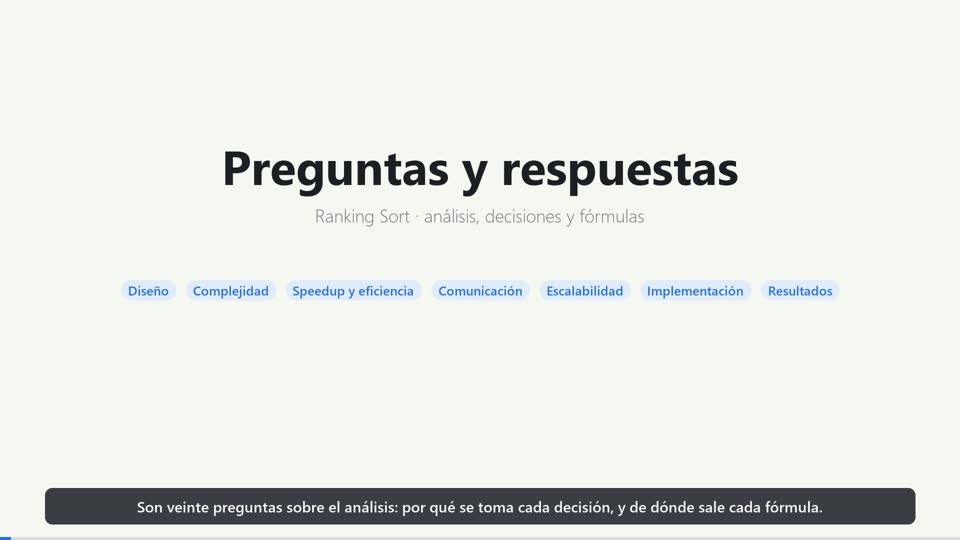 Preguntas y respuestas
Ranking Sort · análisis, decisiones y fórmulas
Diseño Complejidad Speedup y eficiencia Comunicación Escalabilidad Implementación Resultados
Son veinte preguntas sobre el análisis: por qué se toma cada decisión, y de dónde sale cada fórmula.